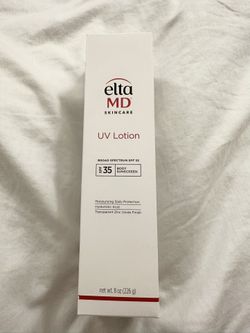 elta
MD
SKINCARE
UV Lotion
BROAD-SPECTRUM SPF 35
SPF 35 BODY
SUNSCREEN
Moisturizing Daily Protection
Hyaluronic Acid
Transparent Zinc Oxide Finish
net wt. 8 oz (226 g)